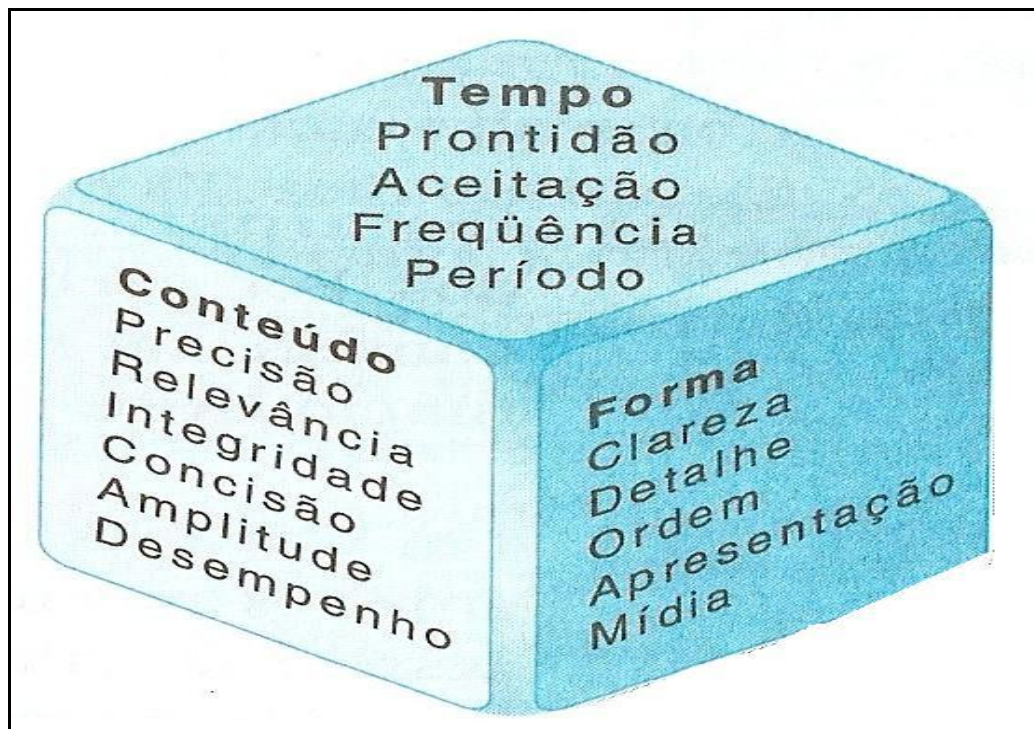 Tempo
Prontidão
Aceitação
Freqüência
Período
Conteúdo
Precisão
Relevância
Integridade
Concisão
Amplitude
Desempenho
Forma
Clareza
Detalhe
Ordem
Apresentação
Mídia